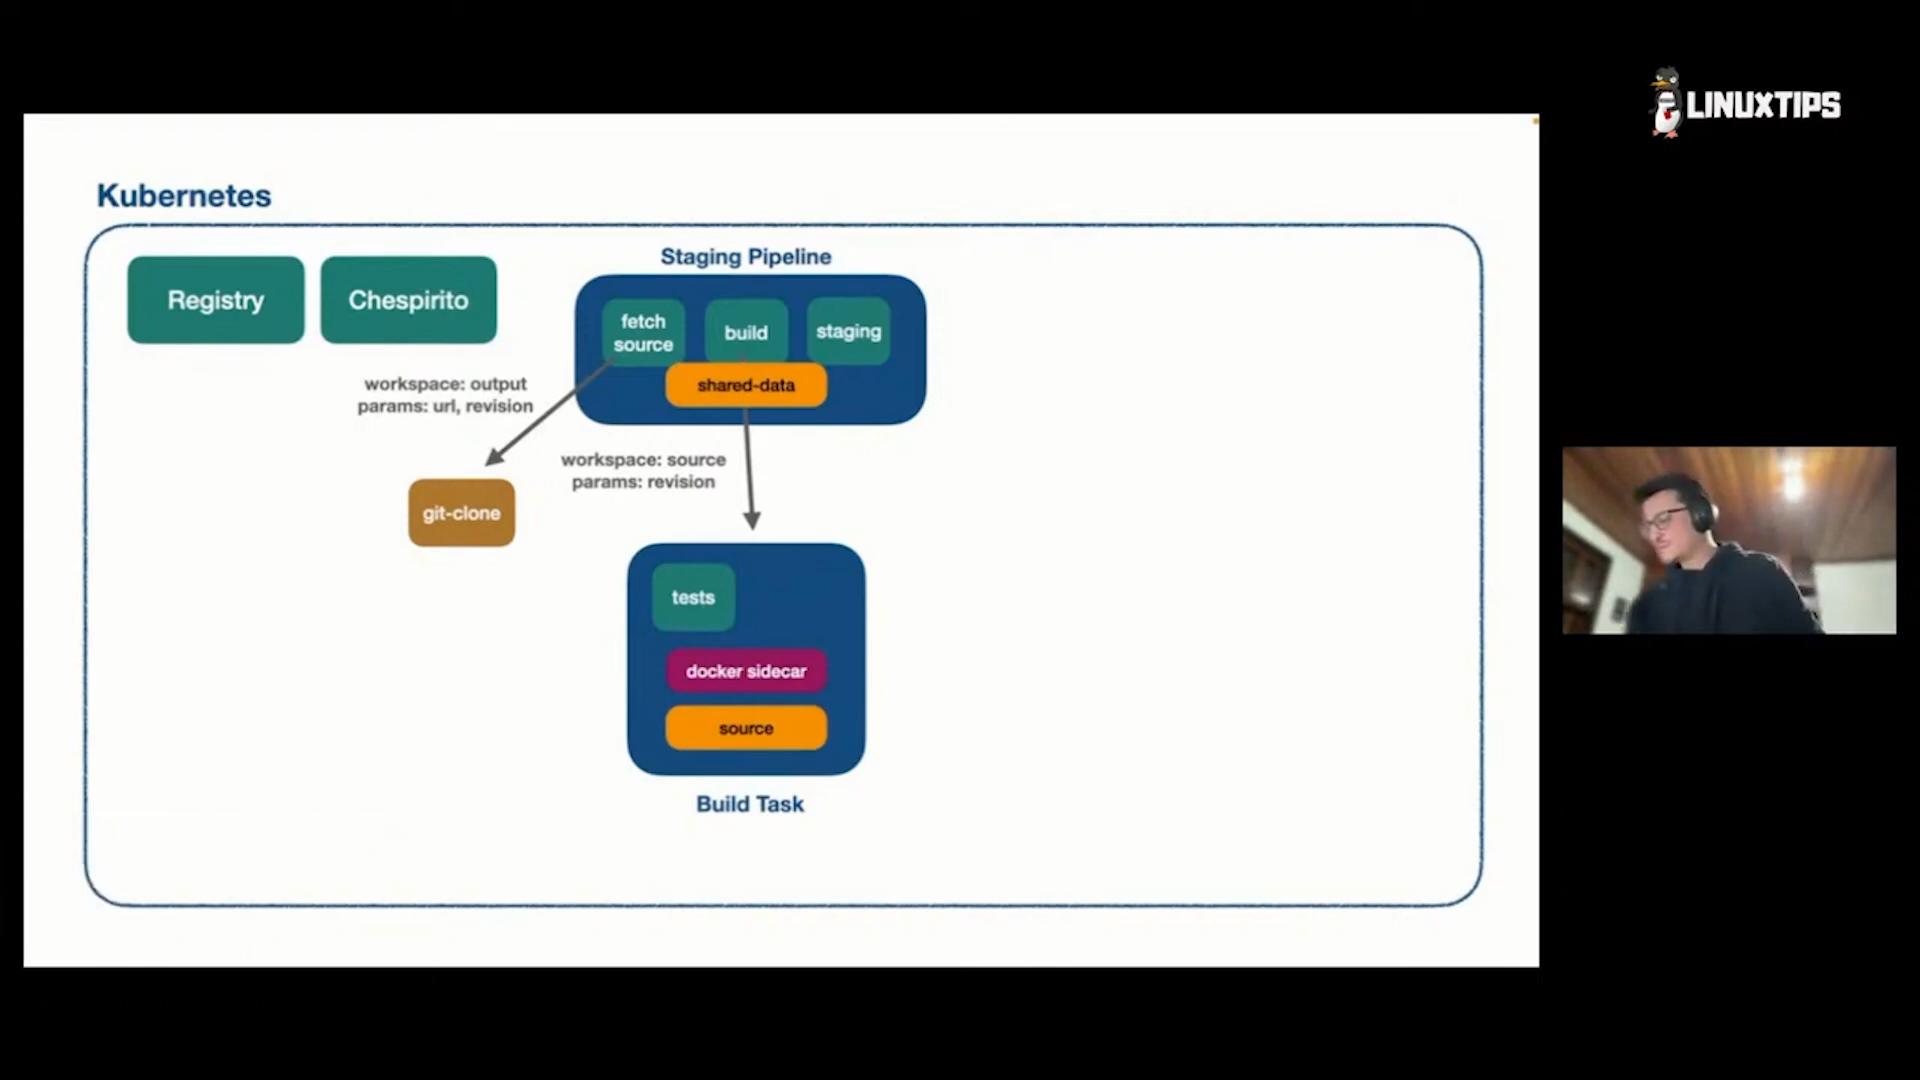 LINUXTIPS
Kubernetes
Staging Pipeline
Registry
Chespirito
fetch
source
build
staging
shared-data
workspace: output
params: url, revision
workspace: source
params: revision
git-clone
tests
docker sidecar
source
Build Task